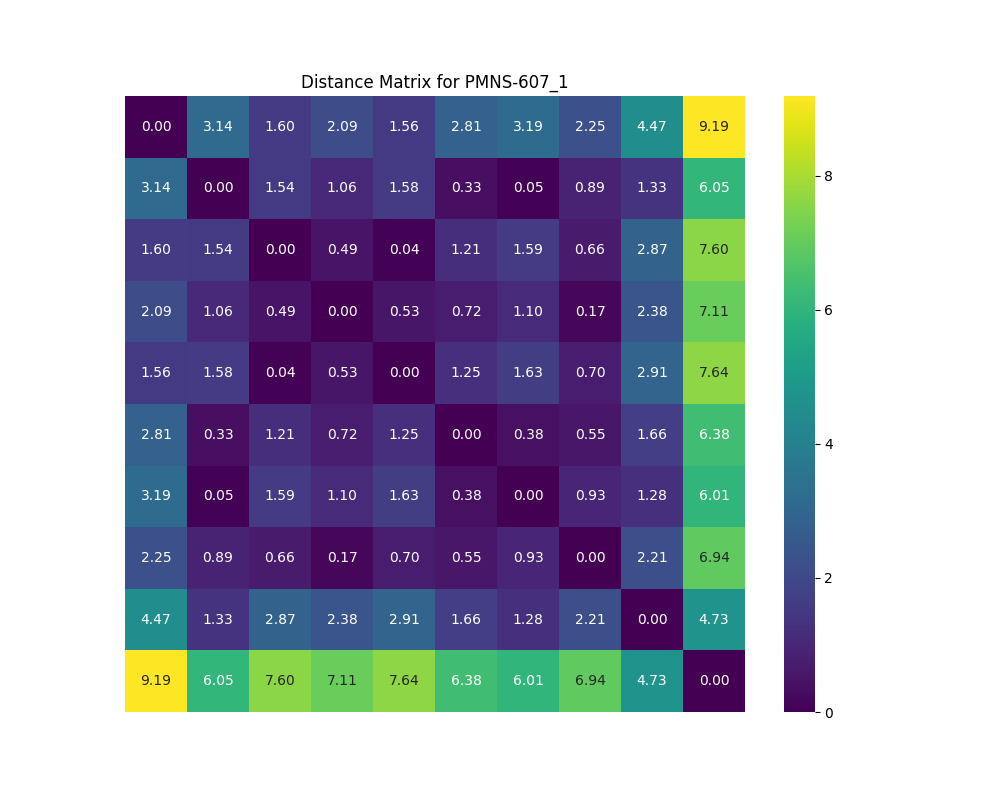 Distance Matrix for PMNS-607_1
0.00 3.14 1.60 2.09 1.56 2.81 3.19 2.25 4.47 9.19
3.14 0.00 1.54 1.06 1.58 0.33 0.05 0.89 1.33 6.05
1.60 1.54 0.00 0.49 0.04 1.21 1.59 0.66 2.87 7.60
2.09 1.06 0.49 0.00 0.53 0.72 1.10 0.17 2.38 7.11
1.56 1.58 0.04 0.53 0.00 1.25 1.63 0.70 2.91 7.64
2.81 0.33 1.21 0.72 1.25 0.00 0.38 0.55 1.66 6.38
3.19 0.05 1.59 1.10 1.63 0.38 0.00 0.93 1.28 6.01
2.25 0.89 0.66 0.17 0.70 0.55 0.93 0.00 2.21 6.94
4.47 1.33 2.87 2.38 2.91 1.66 1.28 2.21 0.00 4.73
9.19 6.05 7.60 7.11 7.64 6.38 6.01 6.94 4.73 0.00
8
6
4
2
0